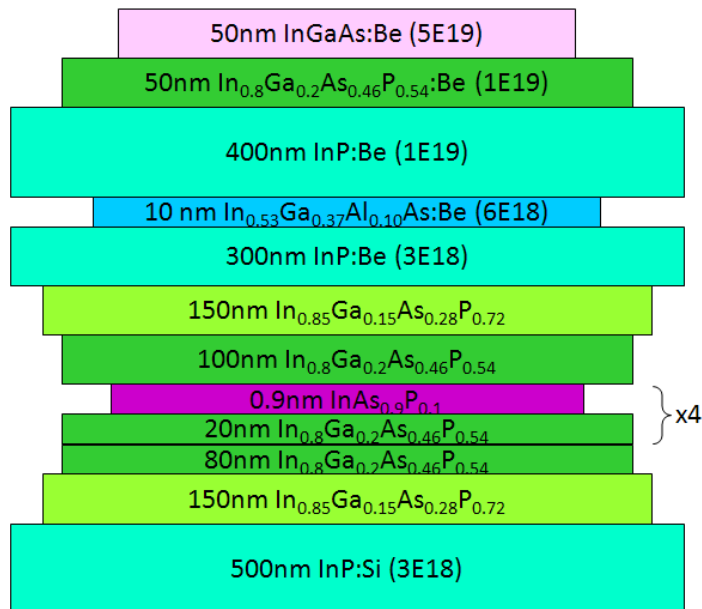 50nm InGaAs:Be (5E19)
50nm In₀.₈Ga₀.₂As₀.₄₆P₀.₅₄:Be (1E19)
400nm InP:Be (1E19)
10 nm In₀.₅₃Ga₀.₃₇Al₀.₁₀As:Be (6E18)
300nm InP:Be (3E18)
150nm In₀.₈₅Ga₀.₁₅As₀.₂₈P₀.₇₂
100nm In₀.₈Ga₀.₂As₀.₄₆P₀.₅₄
0.9nm InAs₀.₉P₀.₁
x4
20nm In₀.₈Ga₀.₂As₀.₄₆P₀.₅₄
80nm In₀.₈Ga₀.₂As₀.₄₆P₀.₅₄
150nm In₀.₈₅Ga₀.₁₅As₀.₂₈P₀.₇₂
500nm InP:Si (3E18)